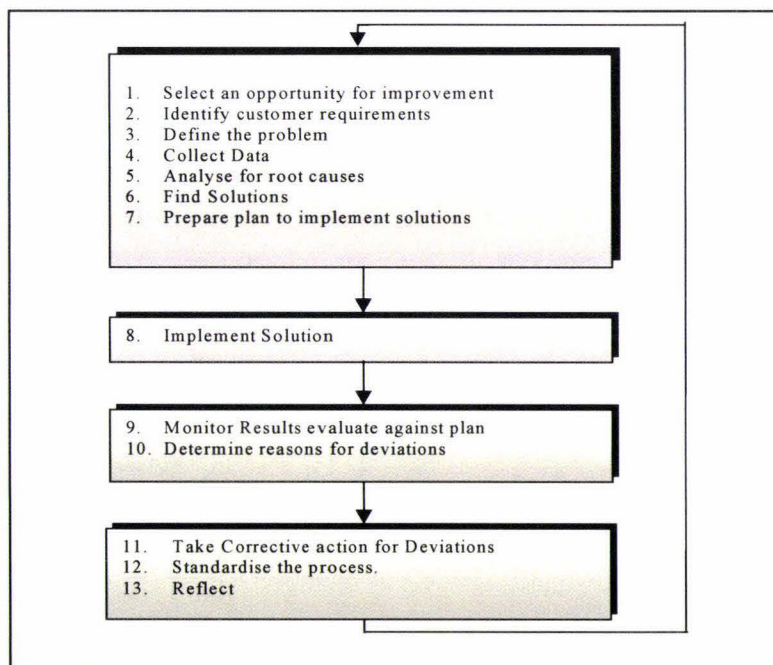 1. Select an opportunity for improvement
2. Identify customer requirements
3. Define the problem
4. Collect Data
5. Analyse for root causes
6. Find Solutions
7. Prepare plan to implement solutions
8. Implement Solution
9. Monitor Results evaluate against plan
10. Determine reasons for deviations
11. Take Corrective action for Deviations
12. Standardise the process.
13. Reflect